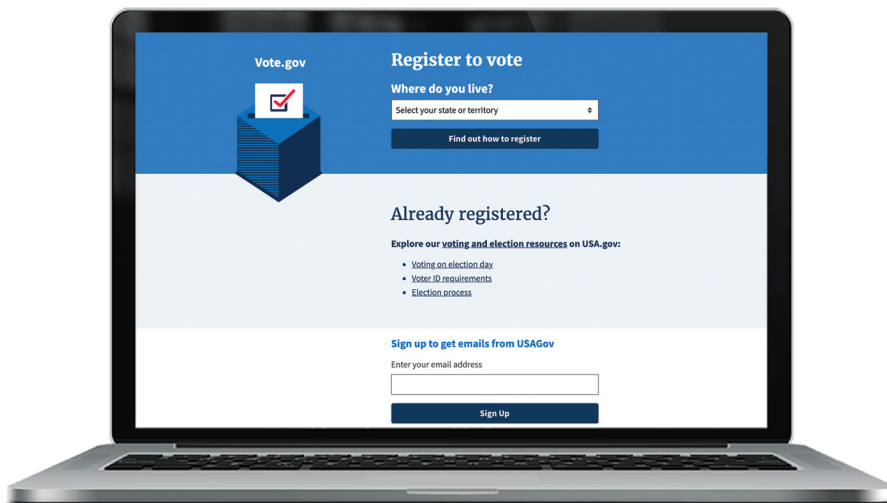 Vote.gov
Register to vote
Where do you live?
Select your state or territory
Find out how to register
Already registered?
Explore our voting and election resources on USA.gov:
Voting on election day
Voter ID requirements
Election process
Sign up to get emails from USAGov
Enter your email address
Sign Up